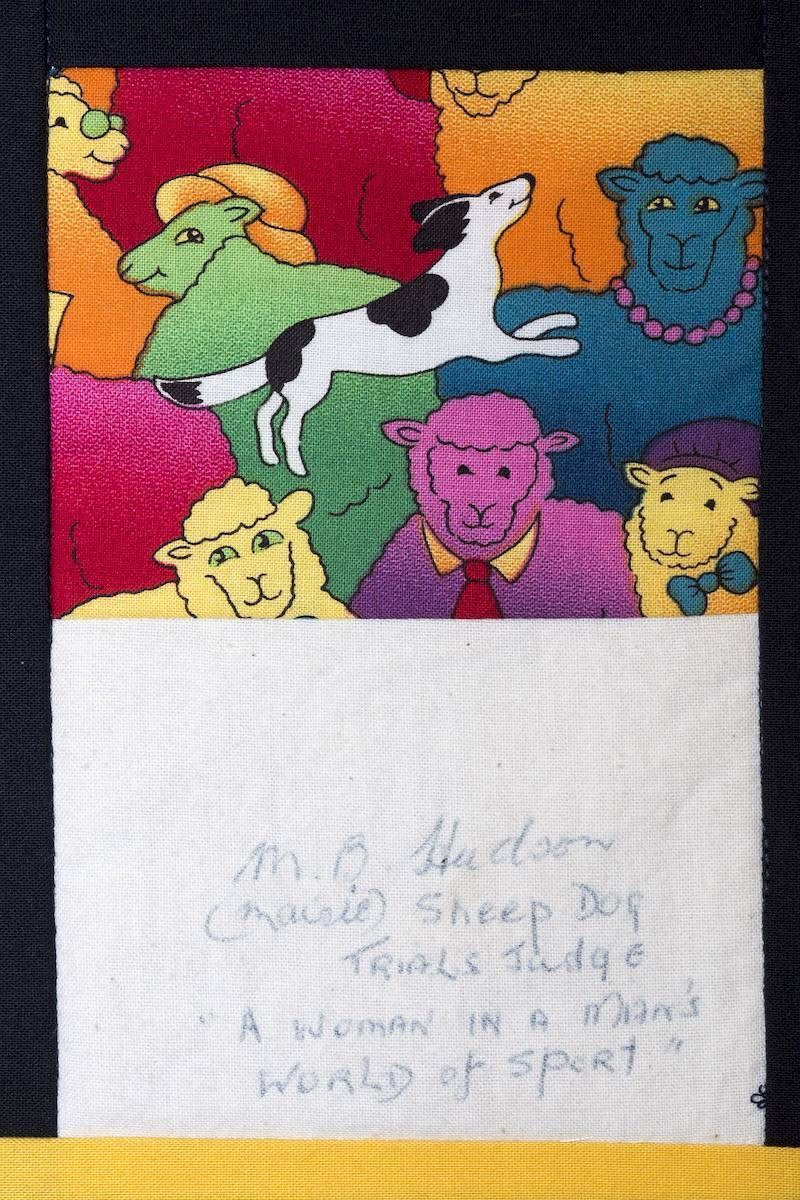 M. B Hudson
(Maisie) Sheep Dog
TRIALS Judge
"A WOMAN IN A MAN'S
WORLD of SPORT."